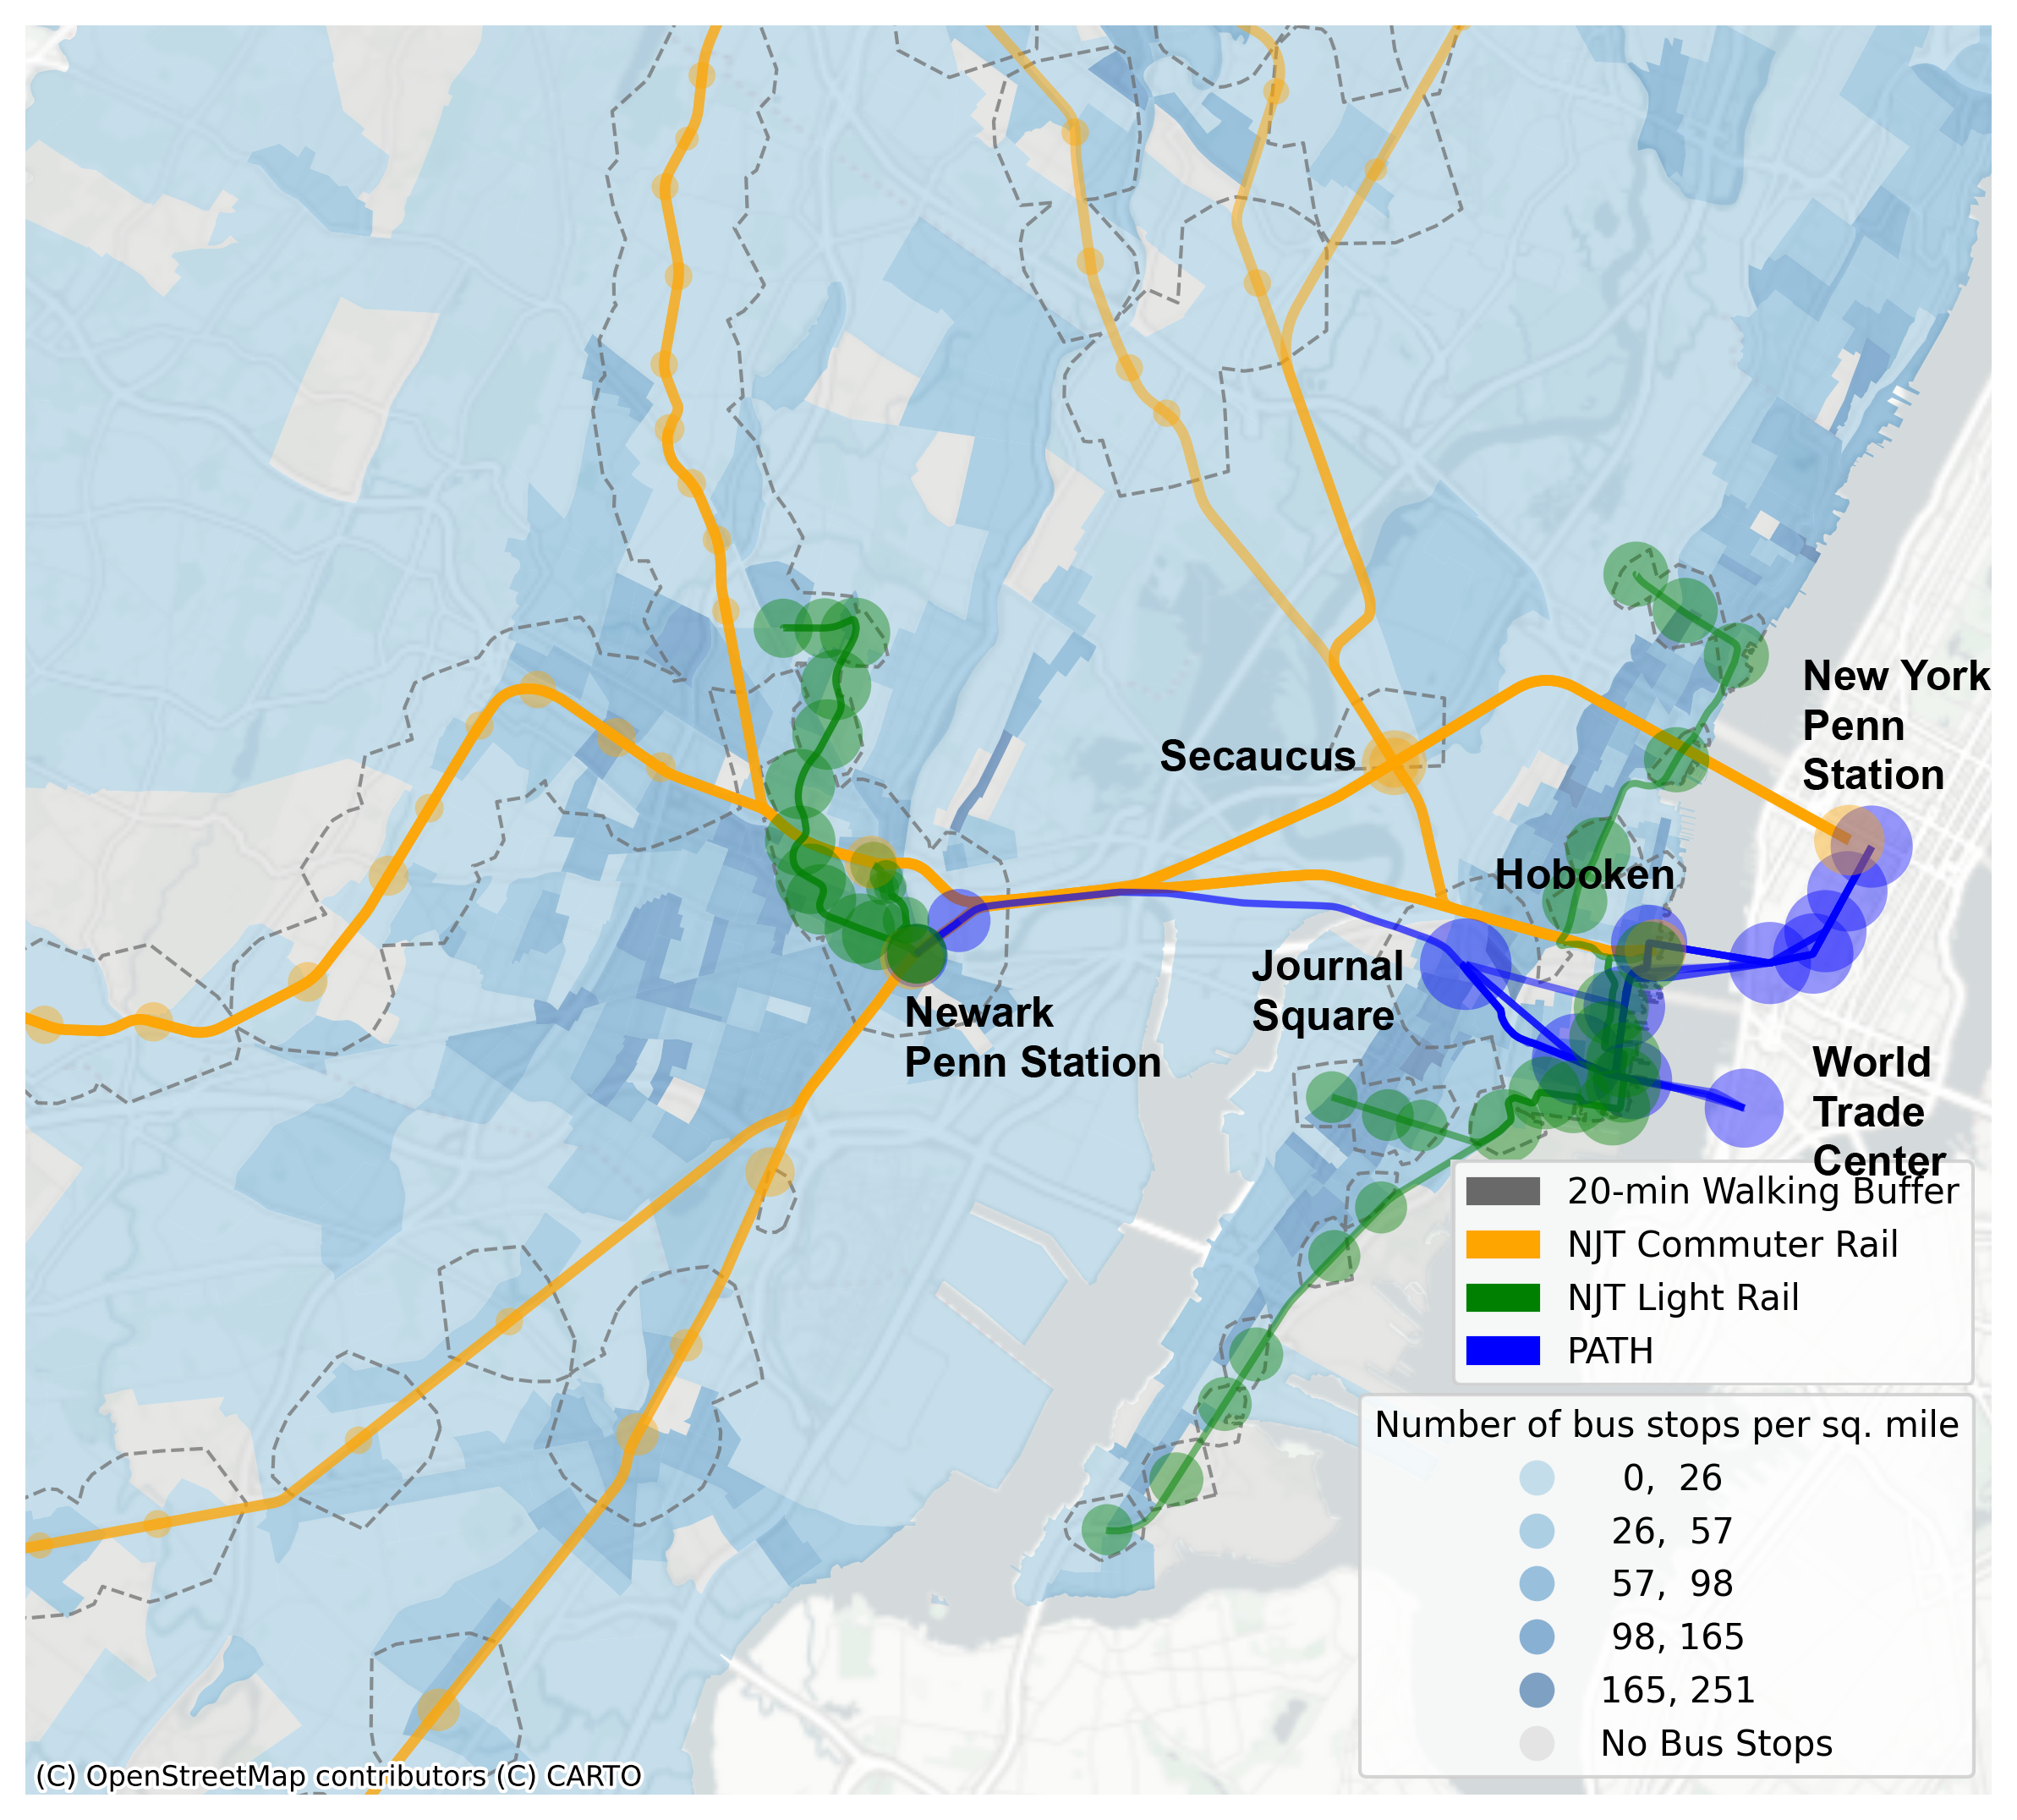 New York
Penn
Station
Secaucus
Hoboken
Journal
Square
Newark
Penn Station
World
Trade
Center
20-min Walking Buffer
NJT Commuter Rail
NJT Light Rail
PATH
Number of bus stops per sq. mile
0, 26
26, 57
57, 98
98, 165
165, 251
No Bus Stops
(C) OpenStreetMap contributors (C) CARTO